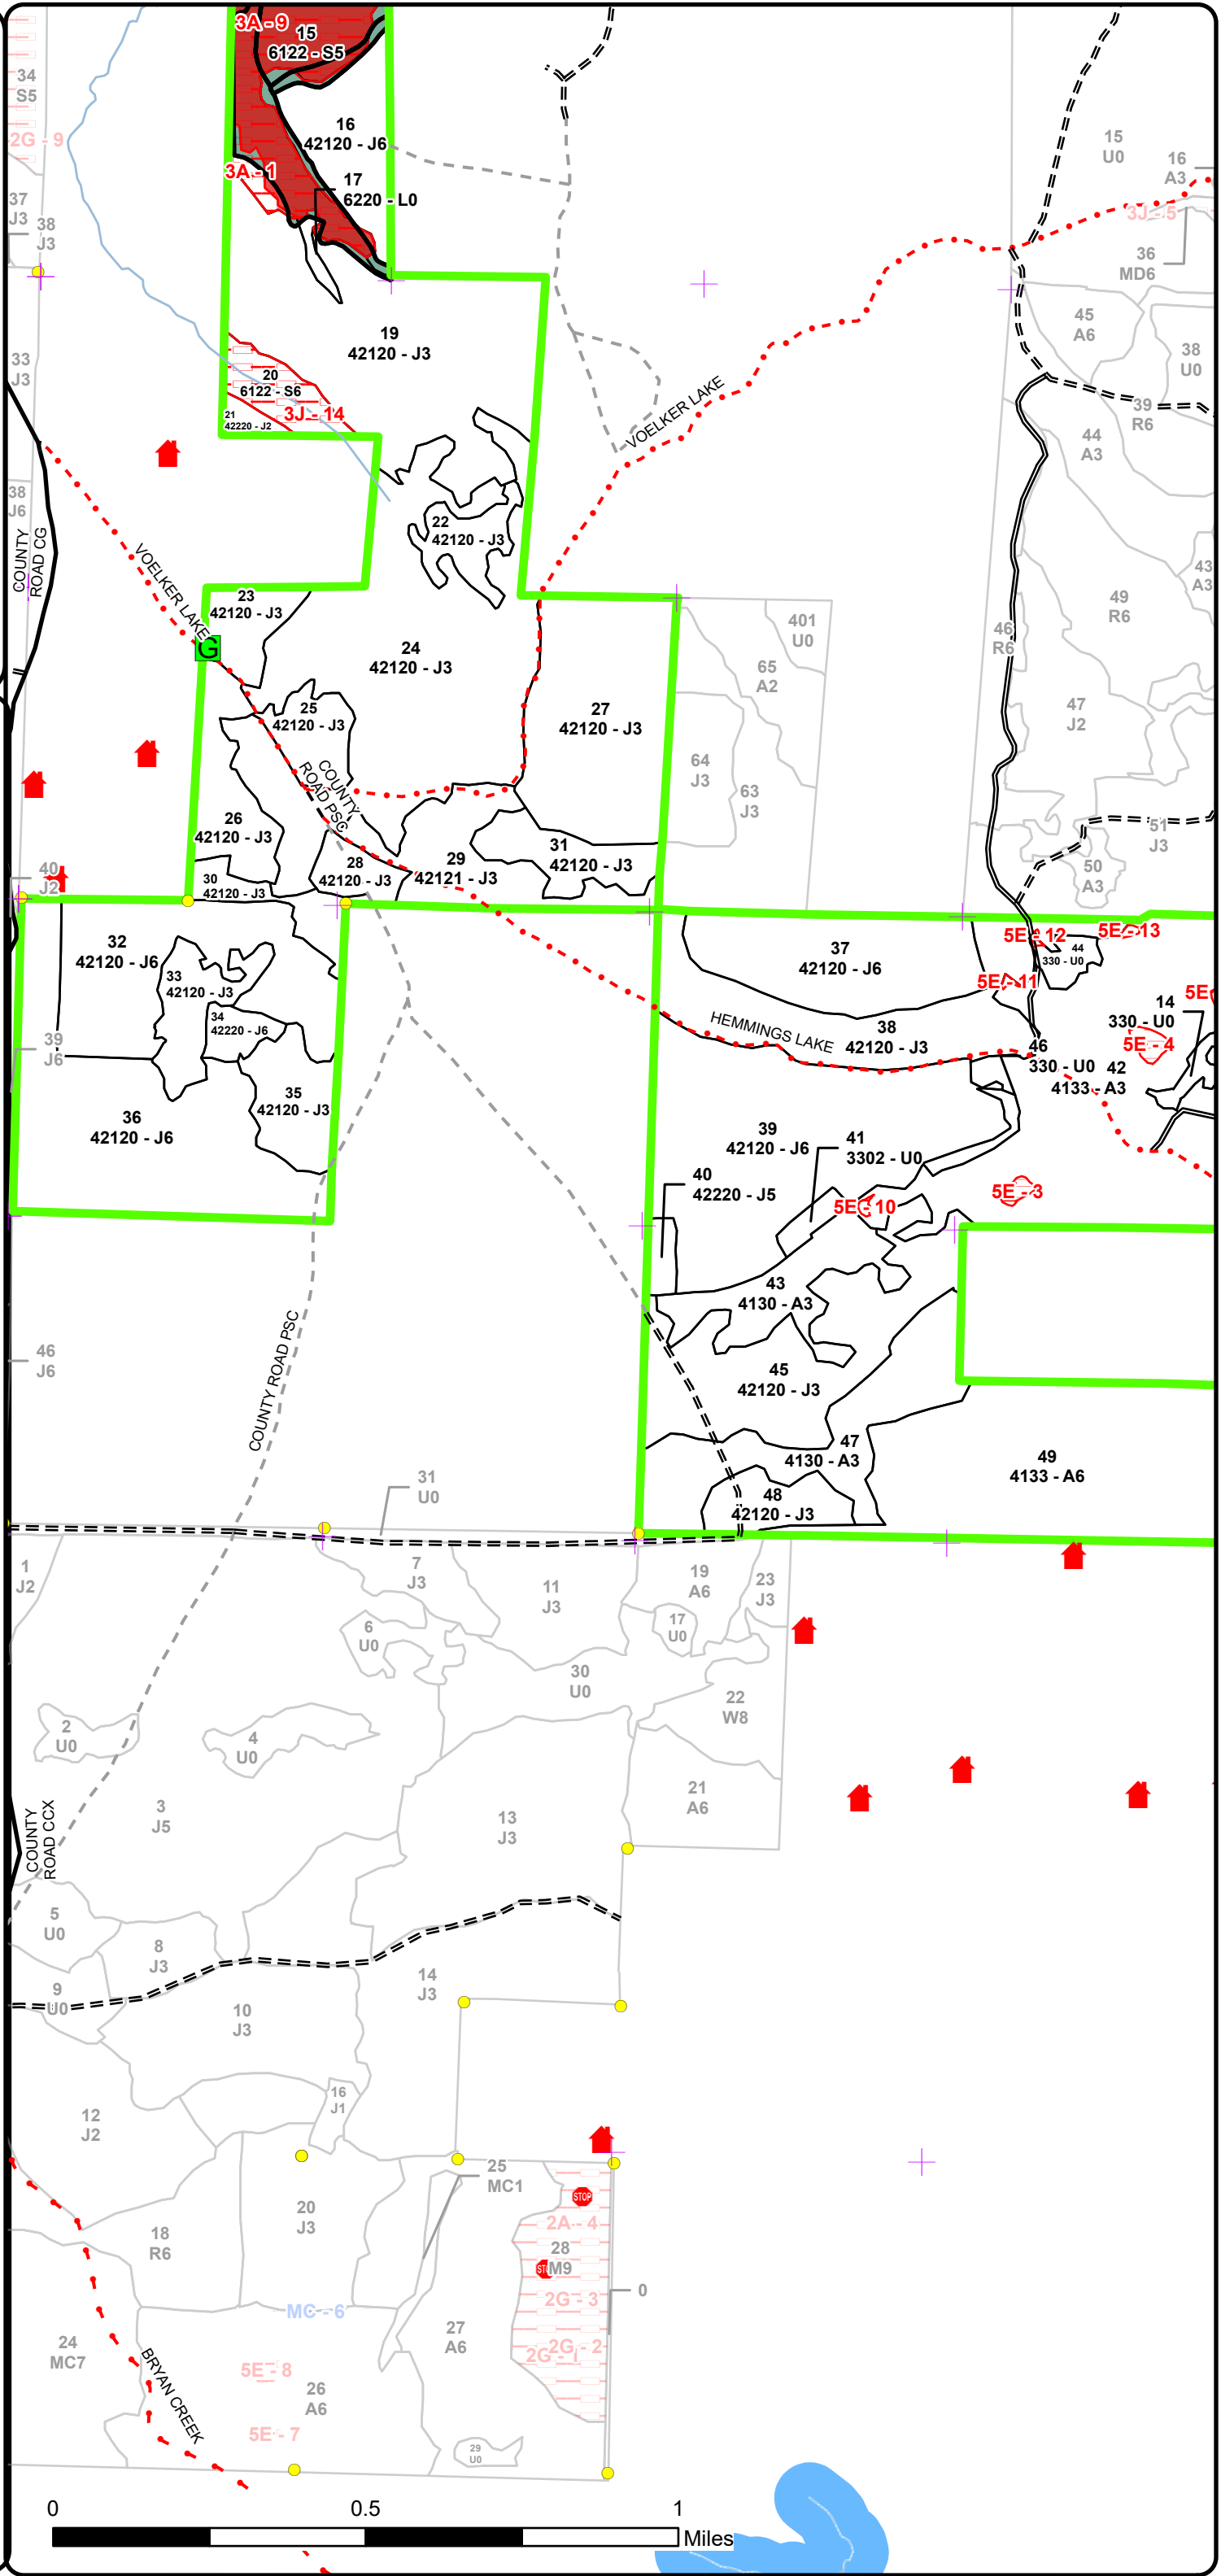 3A - 9
15
6122 - S5
34
S5
2G - 9
16
42120 - J6
15
U0
16
A3
3A - 1
17
6220 - L0
37
J3
38
J3
3J - 5
36
MD6
19
42120 - J3
45
A6
38
U0
33
J3
20
6122 - S6
3J - 14
21
42220 - J2
VOELKER LAKE
39
R6
44
A3
38
J6
22
42120 - J3
COUNTY
ROAD CG
VOELKER LAKE
43
A3
23
42120 - J3
49
R6
401
U0
46
R6
G
24
42120 - J3
65
A2
25
42120 - J3
27
42120 - J3
47
J2
64
J3
63
J3
COUNTY
ROAD PSC
26
42120 - J3
51
J3
31
42120 - J3
29
42121 - J3
28
42120 - J3
50
A3
40
J2
30
42120 - J3
5E - 12
5E - 13
32
42120 - J6
37
42120 - J6
44
330 - U0
33
42120 - J3
5E - 11
5E
14
330 - U0
34
42220 - J6
HEMMINGS LAKE
38
42120 - J3
39
J6
46
330 - U0
5E - 4
42
4133 - A3
35
42120 - J3
36
42120 - J6
39
42120 - J6
41
3302 - U0
40
42220 - J5
5E - 3
5E - 10
43
4130 - A3
COUNTY ROAD PSC
46
J6
45
42120 - J3
47
4130 - A3
49
4133 - A6
31
U0
48
42120 - J3
1
J2
7
J3
11
J3
19
A6
23
J3
6
U0
17
U0
30
U0
22
W8
2
U0
4
U0
21
A6
3
J5
13
J3
COUNTY
ROAD CCX
5
U0
8
J3
14
J3
9
U0
10
J3
16
J1
12
J2
25
MC1
STOP
20
J3
2A - 4
18
R6
28
M9
0
2G - 3
MC - 6
24
MC7
27
A6
2G - 2
2G - 1
BRYAN CREEK
5E - 8
26
A6
5E - 7
29
U0
0 0.5 1
Miles